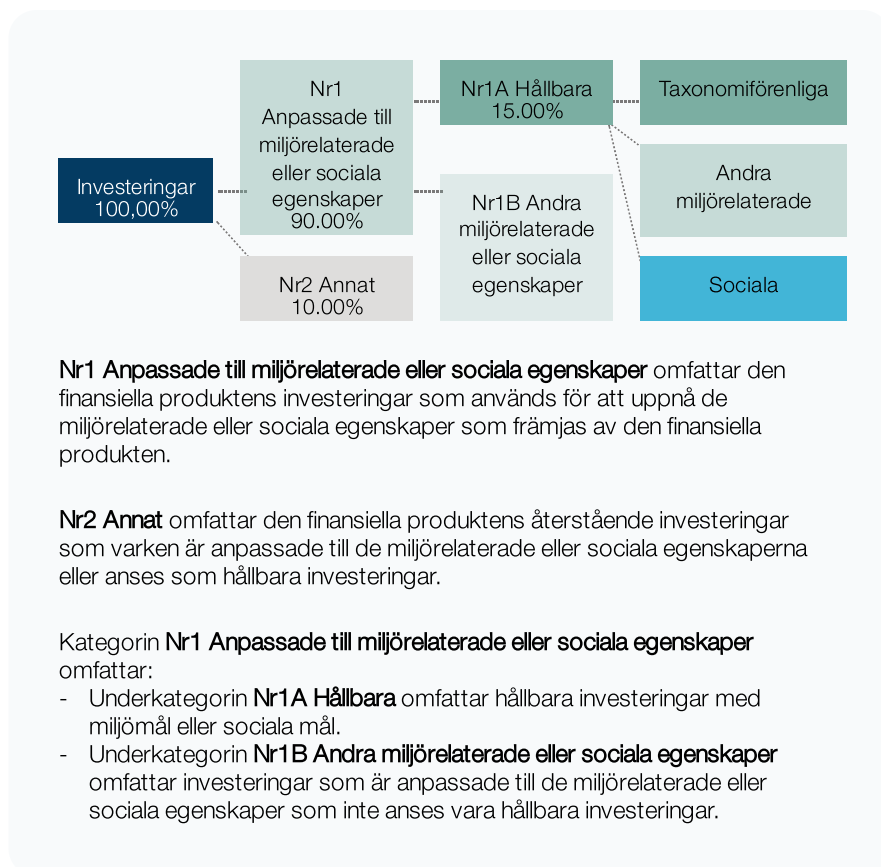 Investeringar
100,00%
Nr1
Anpassade till
miljörelaterade
eller sociala
egenskaper
90.00%
Nr2 Annat
10.00%
Nr1A Hållbara
15.00%
Nr1B Andra
miljörelaterade
eller sociala
egenskaper
Taxonomiförenliga
Andra
miljörelaterade
Sociala
Nr1 Anpassade till miljörelaterade eller sociala egenskaper omfattar den
finansiella produktens investeringar som används för att uppnå de
miljörelaterade eller sociala egenskaper som främjas av den finansiella
produkten.
Nr2 Annat omfattar den finansiella produktens återstående investeringar
som varken är anpassade till de miljörelaterade eller sociala egenskaperna
eller anses som hållbara investeringar.
Kategorin Nr1 Anpassade till miljörelaterade eller sociala egenskaper
omfattar:
- Underkategorin Nr1A Hållbara omfattar hållbara investeringar med
miljömål eller sociala mål.
- Underkategorin Nr1B Andra miljörelaterade eller sociala egenskaper
omfattar investeringar som är anpassade till de miljörelaterade eller
sociala egenskaper som inte anses vara hållbara investeringar.